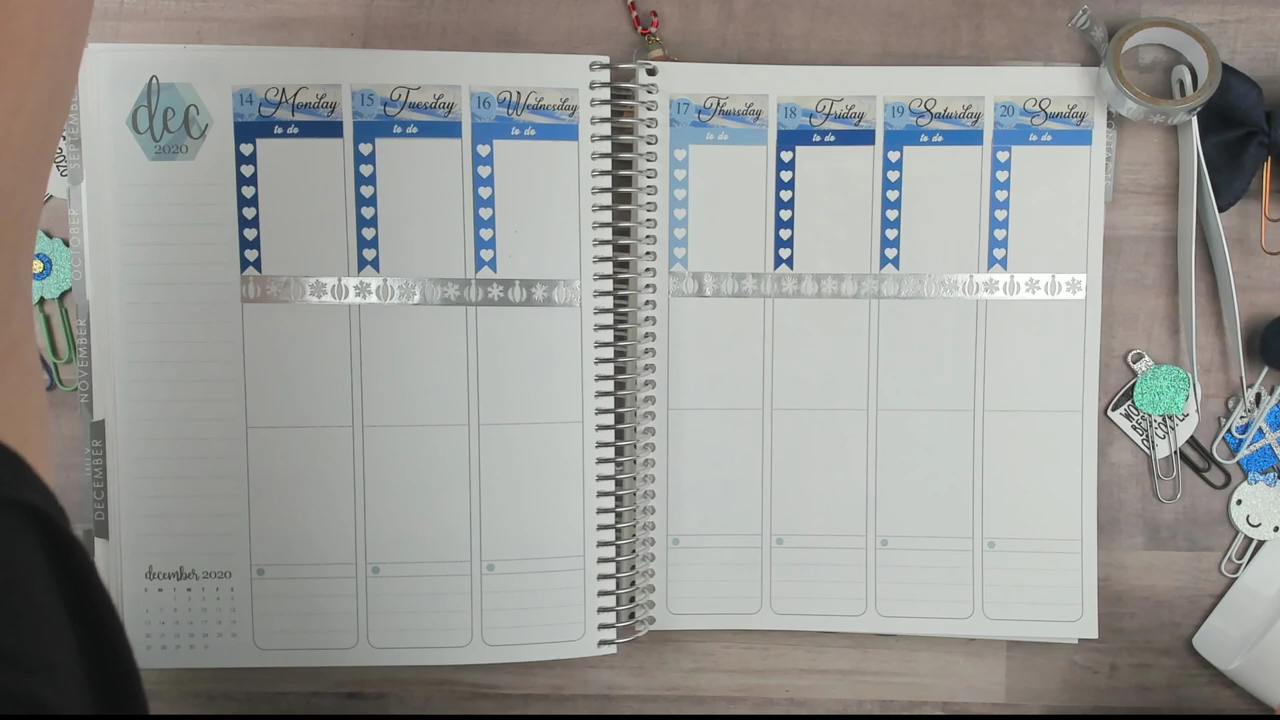 dec
2020
14 Monday
to do
15 Tuesday
to do
16 Wednesday
to do
17 Thursday
to do
18 Friday
to do
19 Saturday
to do
20 Sunday
to do
SEPTEMBER
OCTOBER
NOVEMBER
DECEMBER
december 2020
S M T W T F S